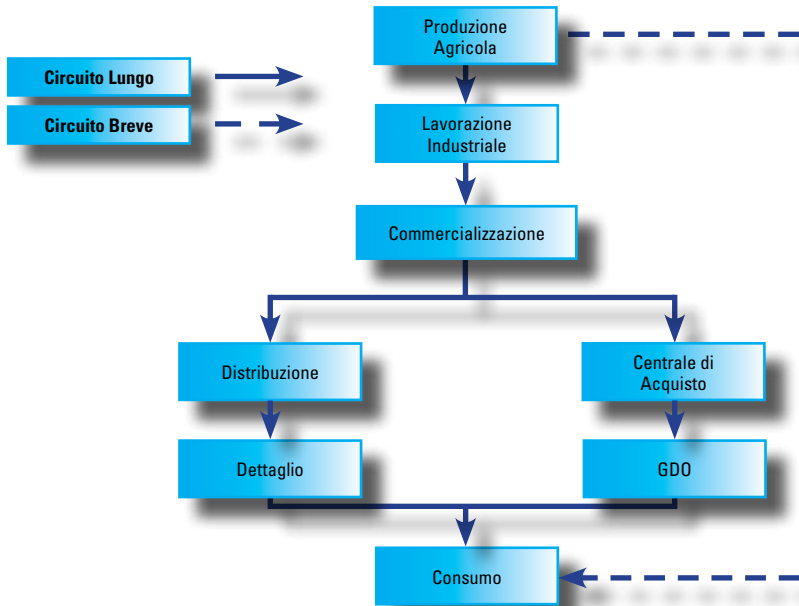 Produzione
Agricola
Circuito Lungo
Circuito Breve
Lavorazione
Industriale
Commercializzazione
Distribuzione
Centrale di
Acquisto
Dettaglio
GDO
Consumo